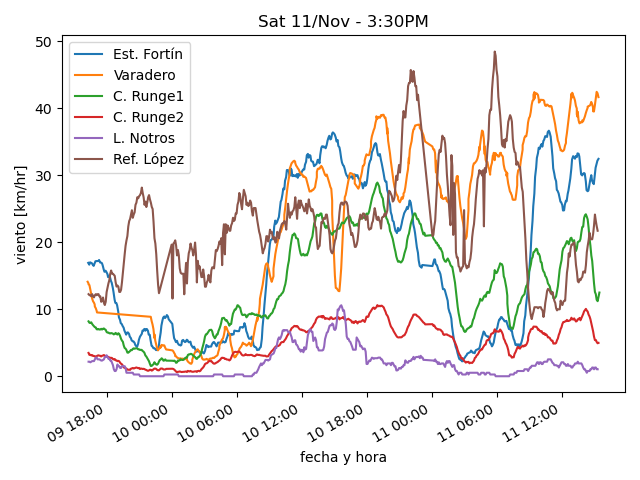 Sat 11/Nov - 3:30PM
viento [km/hr]
50
40
30
20
10
0
Est. Fortín
Varadero
C. Runge1
C. Runge2
L. Notros
Ref. López
09 18:00
10 00:00
10 06:00
10 12:00
10 18:00
11 00:00
11 06:00
11 12:00
fecha y hora